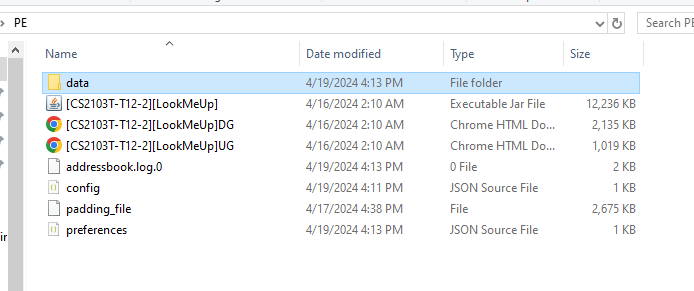 PE
Search PE
Name Date modified Type Size
data 4/19/2024 4:13 PM File folder
[CS2103T-T12-2][LookMeUp] 4/16/2024 2:10 AM Executable Jar File 12,236 KB
[CS2103T-T12-2][LookMeUp]DG 4/16/2024 2:10 AM Chrome HTML Do... 2,135 KB
[CS2103T-T12-2][LookMeUp]UG 4/16/2024 2:10 AM Chrome HTML Do... 1,019 KB
addressbook.log.0 4/19/2024 4:13 PM 0 File 2 KB
config 4/19/2024 4:11 PM JSON Source File 1 KB
padding_file 4/17/2024 4:38 PM File 2,675 KB
preferences 4/19/2024 4:13 PM JSON Source File 1 KB